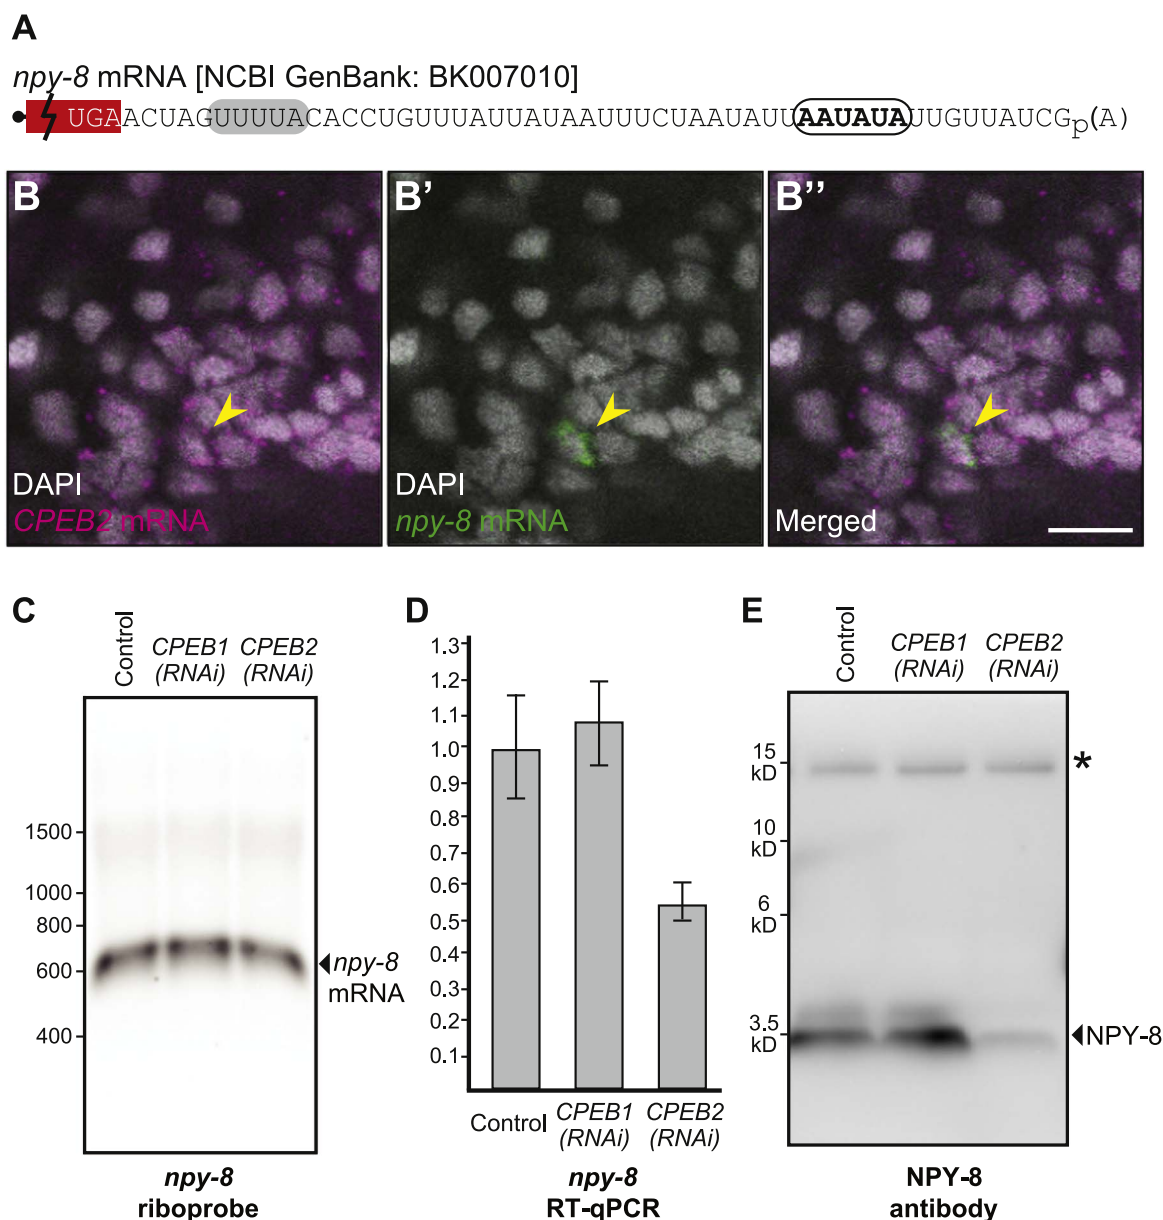 A
npy-8 mRNA [NCBI GenBank: BK007010]
UGAACUAGUUUUACACCUGUUUAUUAUAAUUUCUAAUAUUAAUAUAUUGUUAUCGp(A)
B
DAPI
CPEB2 mRNA
B'
DAPI
npy-8 mRNA
B''
Merged
C
Control
CPEB1
(RNAi)
CPEB2
(RNAi)
1500
1000
800
600
400
npy-8
mRNA
npy-8
riboprobe
D
1.3
1.2
1.1
1.0
0.9
0.8
0.7
0.6
0.5
0.4
0.3
0.2
0.1
Control
CPEB1
(RNAi)
CPEB2
(RNAi)
npy-8
RT-qPCR
E
Control
CPEB1
(RNAi)
CPEB2
(RNAi)
15
kD
10
kD
6
kD
3.5
kD
*
NPY-8
NPY-8
antibody